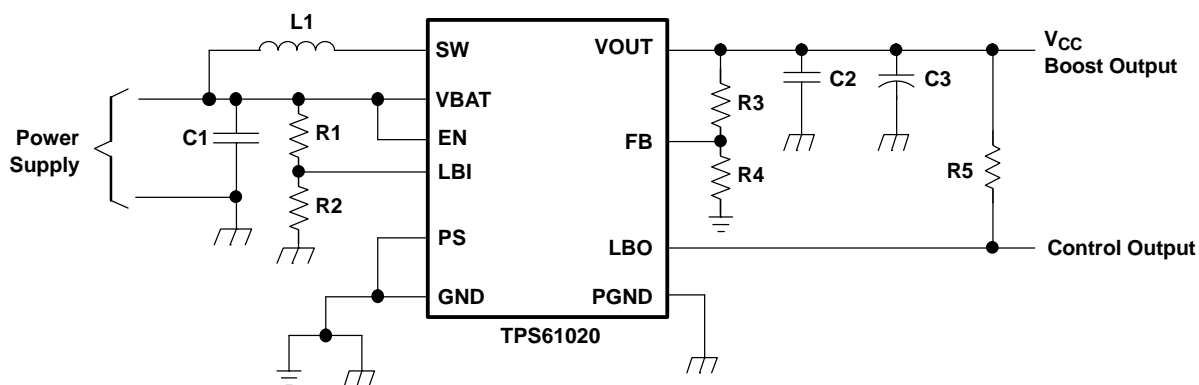 L1
SW
VOUT
V_CC
Boost Output
C2
C3
R3
VBAT
Power
Supply
C1
R1
EN
FB
LBI
R4
R5
R2
PS
LBO
Control Output
GND
PGND
TPS61020